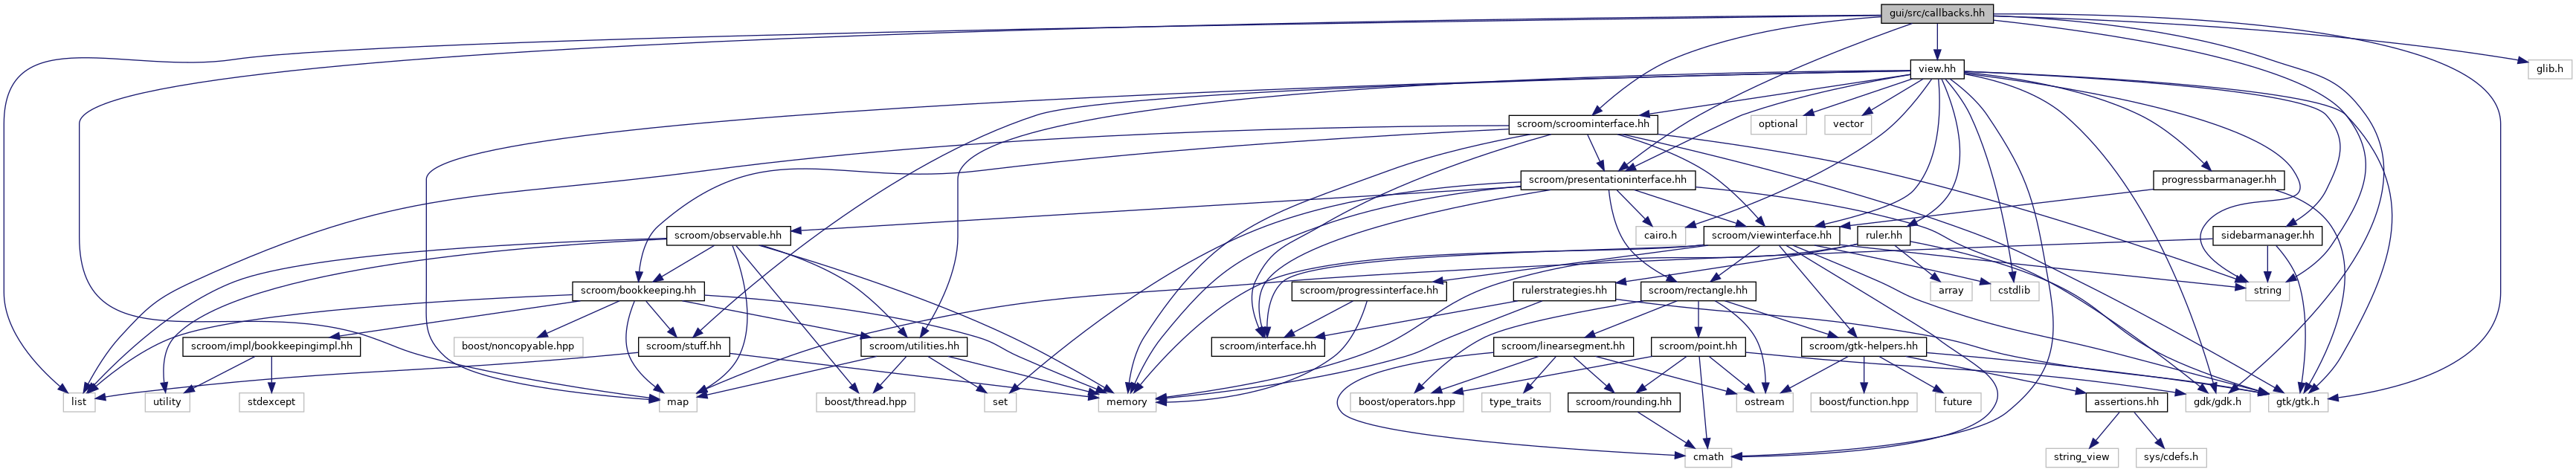 gui/src/callbacks.hh
view.hh
glib.h
scroom/scroominterface.hh
optional
vector
scroom/presentationinterface.hh
progressbarmanager.hh
scroom/observable.hh
cairo.h
scroom/viewinterface.hh
ruler.hh
sidebarmanager.hh
scroom/bookkeeping.hh
scroom/progressinterface.hh
rulerstrategies.hh
scroom/rectangle.hh
array
cstdlib
string
scroom/impl/bookkeepingimpl.hh
boost/noncopyable.hpp
scroom/stuff.hh
scroom/utilities.hh
scroom/interface.hh
scroom/linearsegment.hh
scroom/point.hh
scroom/gtk-helpers.hh
list
utility
stdexcept
map
boost/thread.hpp
set
memory
boost/operators.hpp
type_traits
scroom/rounding.hh
ostream
boost/function.hpp
future
assertions.hh
gdk/gdk.h
gtk/gtk.h
cmath
string_view
sys/cdefs.h